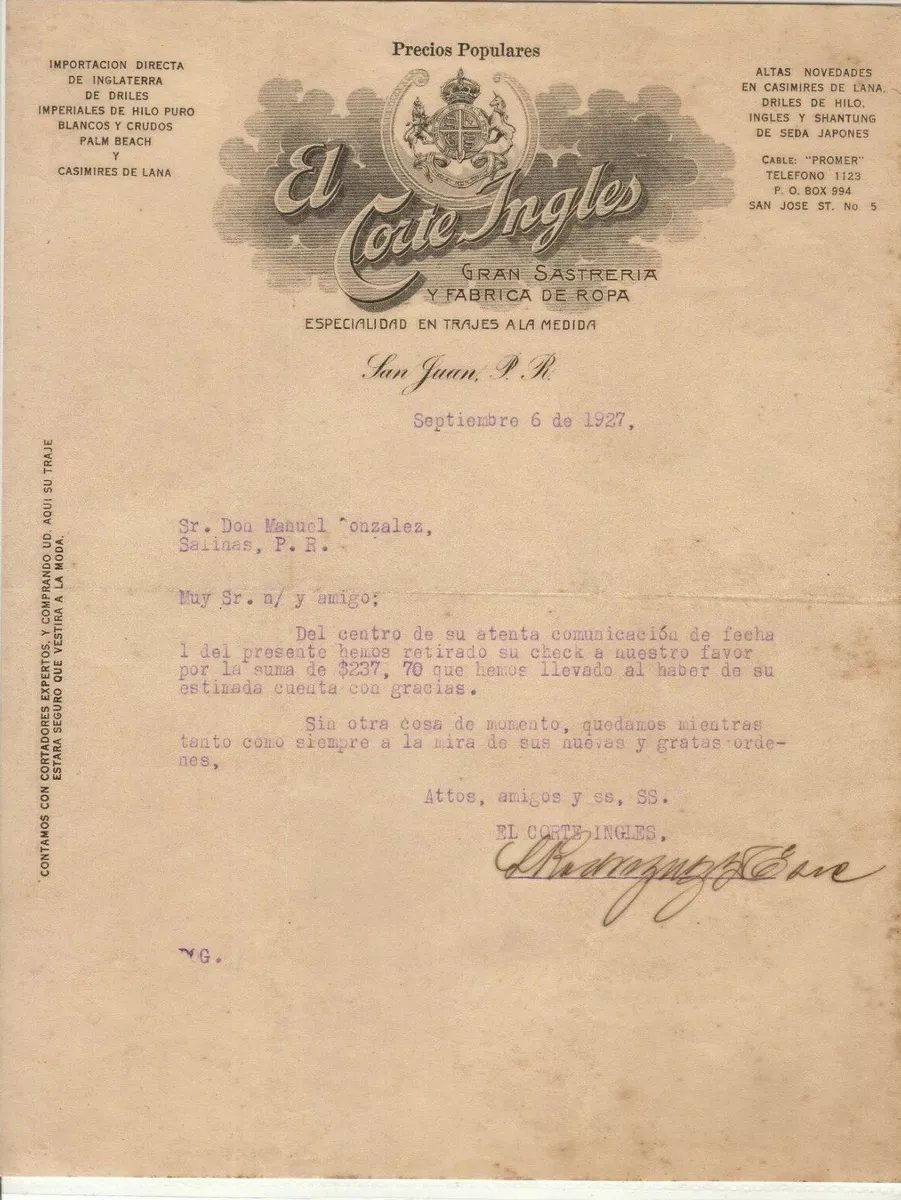 Precios Populares
IMPORTACION DIRECTA
DE INGLATERRA
DE DRILES
IMPERIALES DE HILO PURO
BLANCOS Y CRUDOS
PALM BEACH
Y
CASIMIRES DE LANA
ALTAS NOVEDADES
EN CASIMIRES DE LANA.
DRILES DE HILO.
INGLES Y SHANTUNG
DE SEDA JAPONES
CABLE: "PROMER"
TELEFONO 1123
P. O. BOX 994
SAN JOSE ST. No 5
El
Corte Ingles
GRAN SASTRERIA
Y FABRICA DE ROPA
ESPECIALIDAD EN TRAJES A LA MEDIDA
San Juan, P. R.
Septiembre 6 de 1927,
CONTAMOS CON CORTADORES EXPERTOS, Y COMPRANDO UD. AQUI SU TRAJE
ESTARA SEGURO QUE VESTIRA A LA MODA.
Sr. Don Manuel Gonzalez,
Salinas, P. R.
Muy Sr. n/ y amigo;
Del centro de su atenta comunicación de fecha
1 del presente hemos retirado su check a nuestro favor
por la suma de $237, 70 que hemos llevado al haber de su
estimada cuenta con gracias.
Sin otra cosa de momento, quedamos mientras
tanto como siempre a la mira de sus nuevas y gratas orde-
nes,
Attos, amigos y ss, SS.
EL CORTE INGLES.
G.